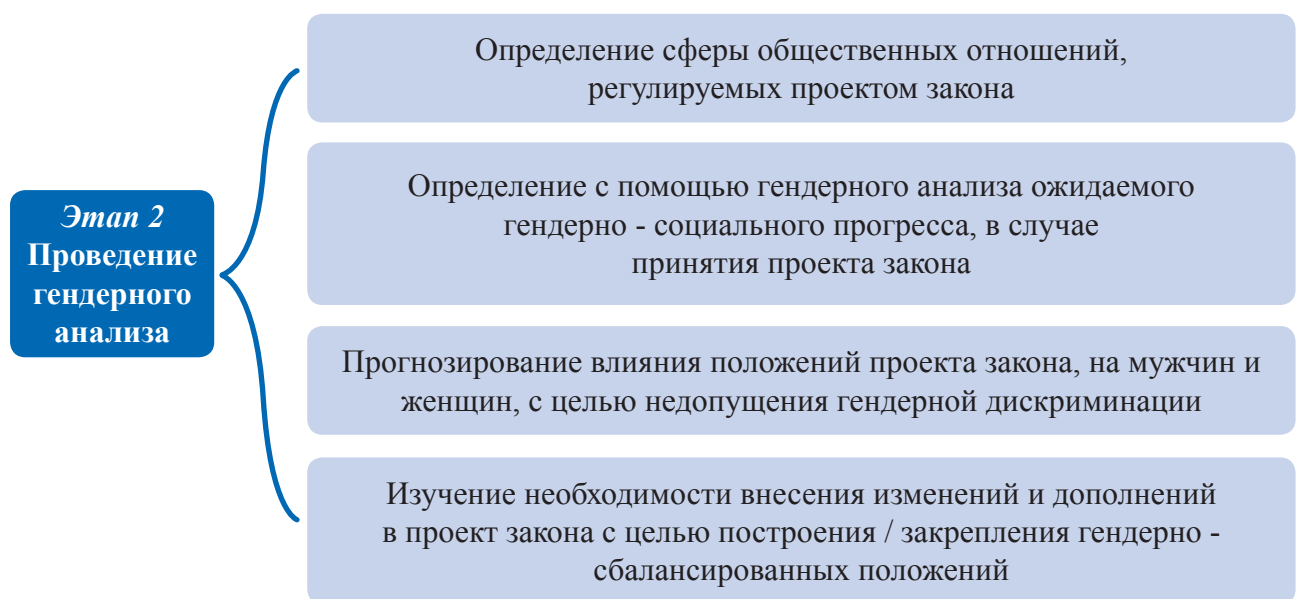 Этап 2
Проведение
гендерного
анализа
Определение сферы общественных отношений,
регулируемых проектом закона
Определение с помощью гендерного анализа ожидаемого
гендерно - социального прогресса, в случае
принятия проекта закона
Прогнозирование влияния положений проекта закона, на мужчин и
женщин, с целью недопущения гендерной дискриминации
Изучение необходимости внесения изменений и дополнений
в проект закона с целью построения / закрепления гендерно -
сбалансированных положений